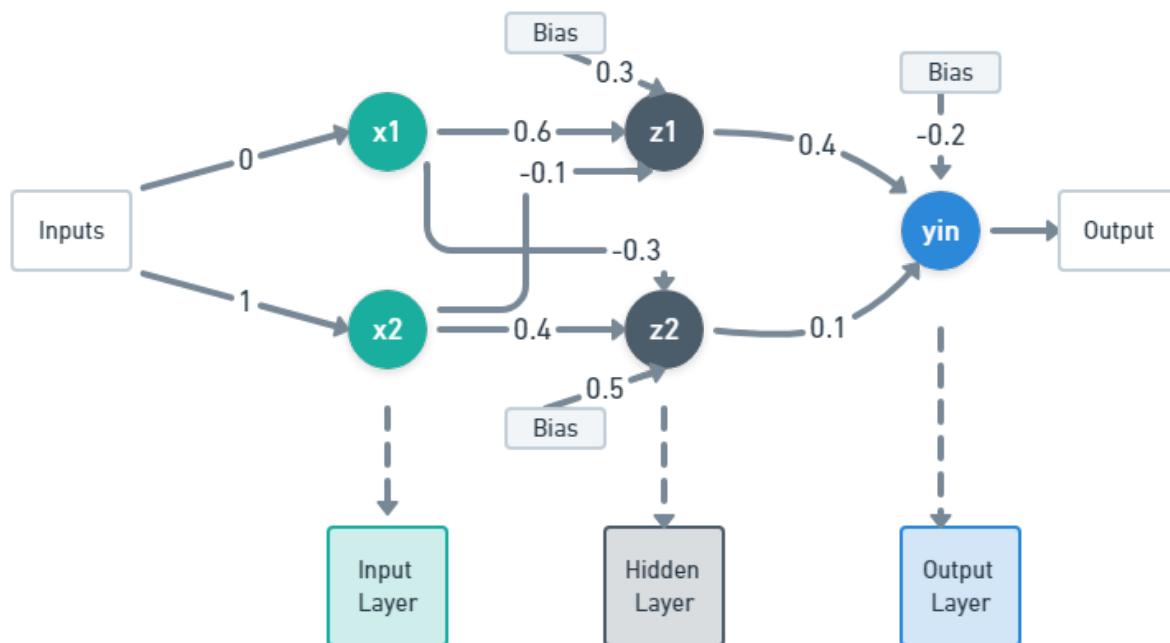 Bias
0.3
Bias
x1
0.6
z1
0.4
-0.2
0
-0.1
Inputs
yin
Output
-0.3
1
x2
0.4
z2
0.1
0.5
Bias
Input
Layer
Hidden
Layer
Output
Layer